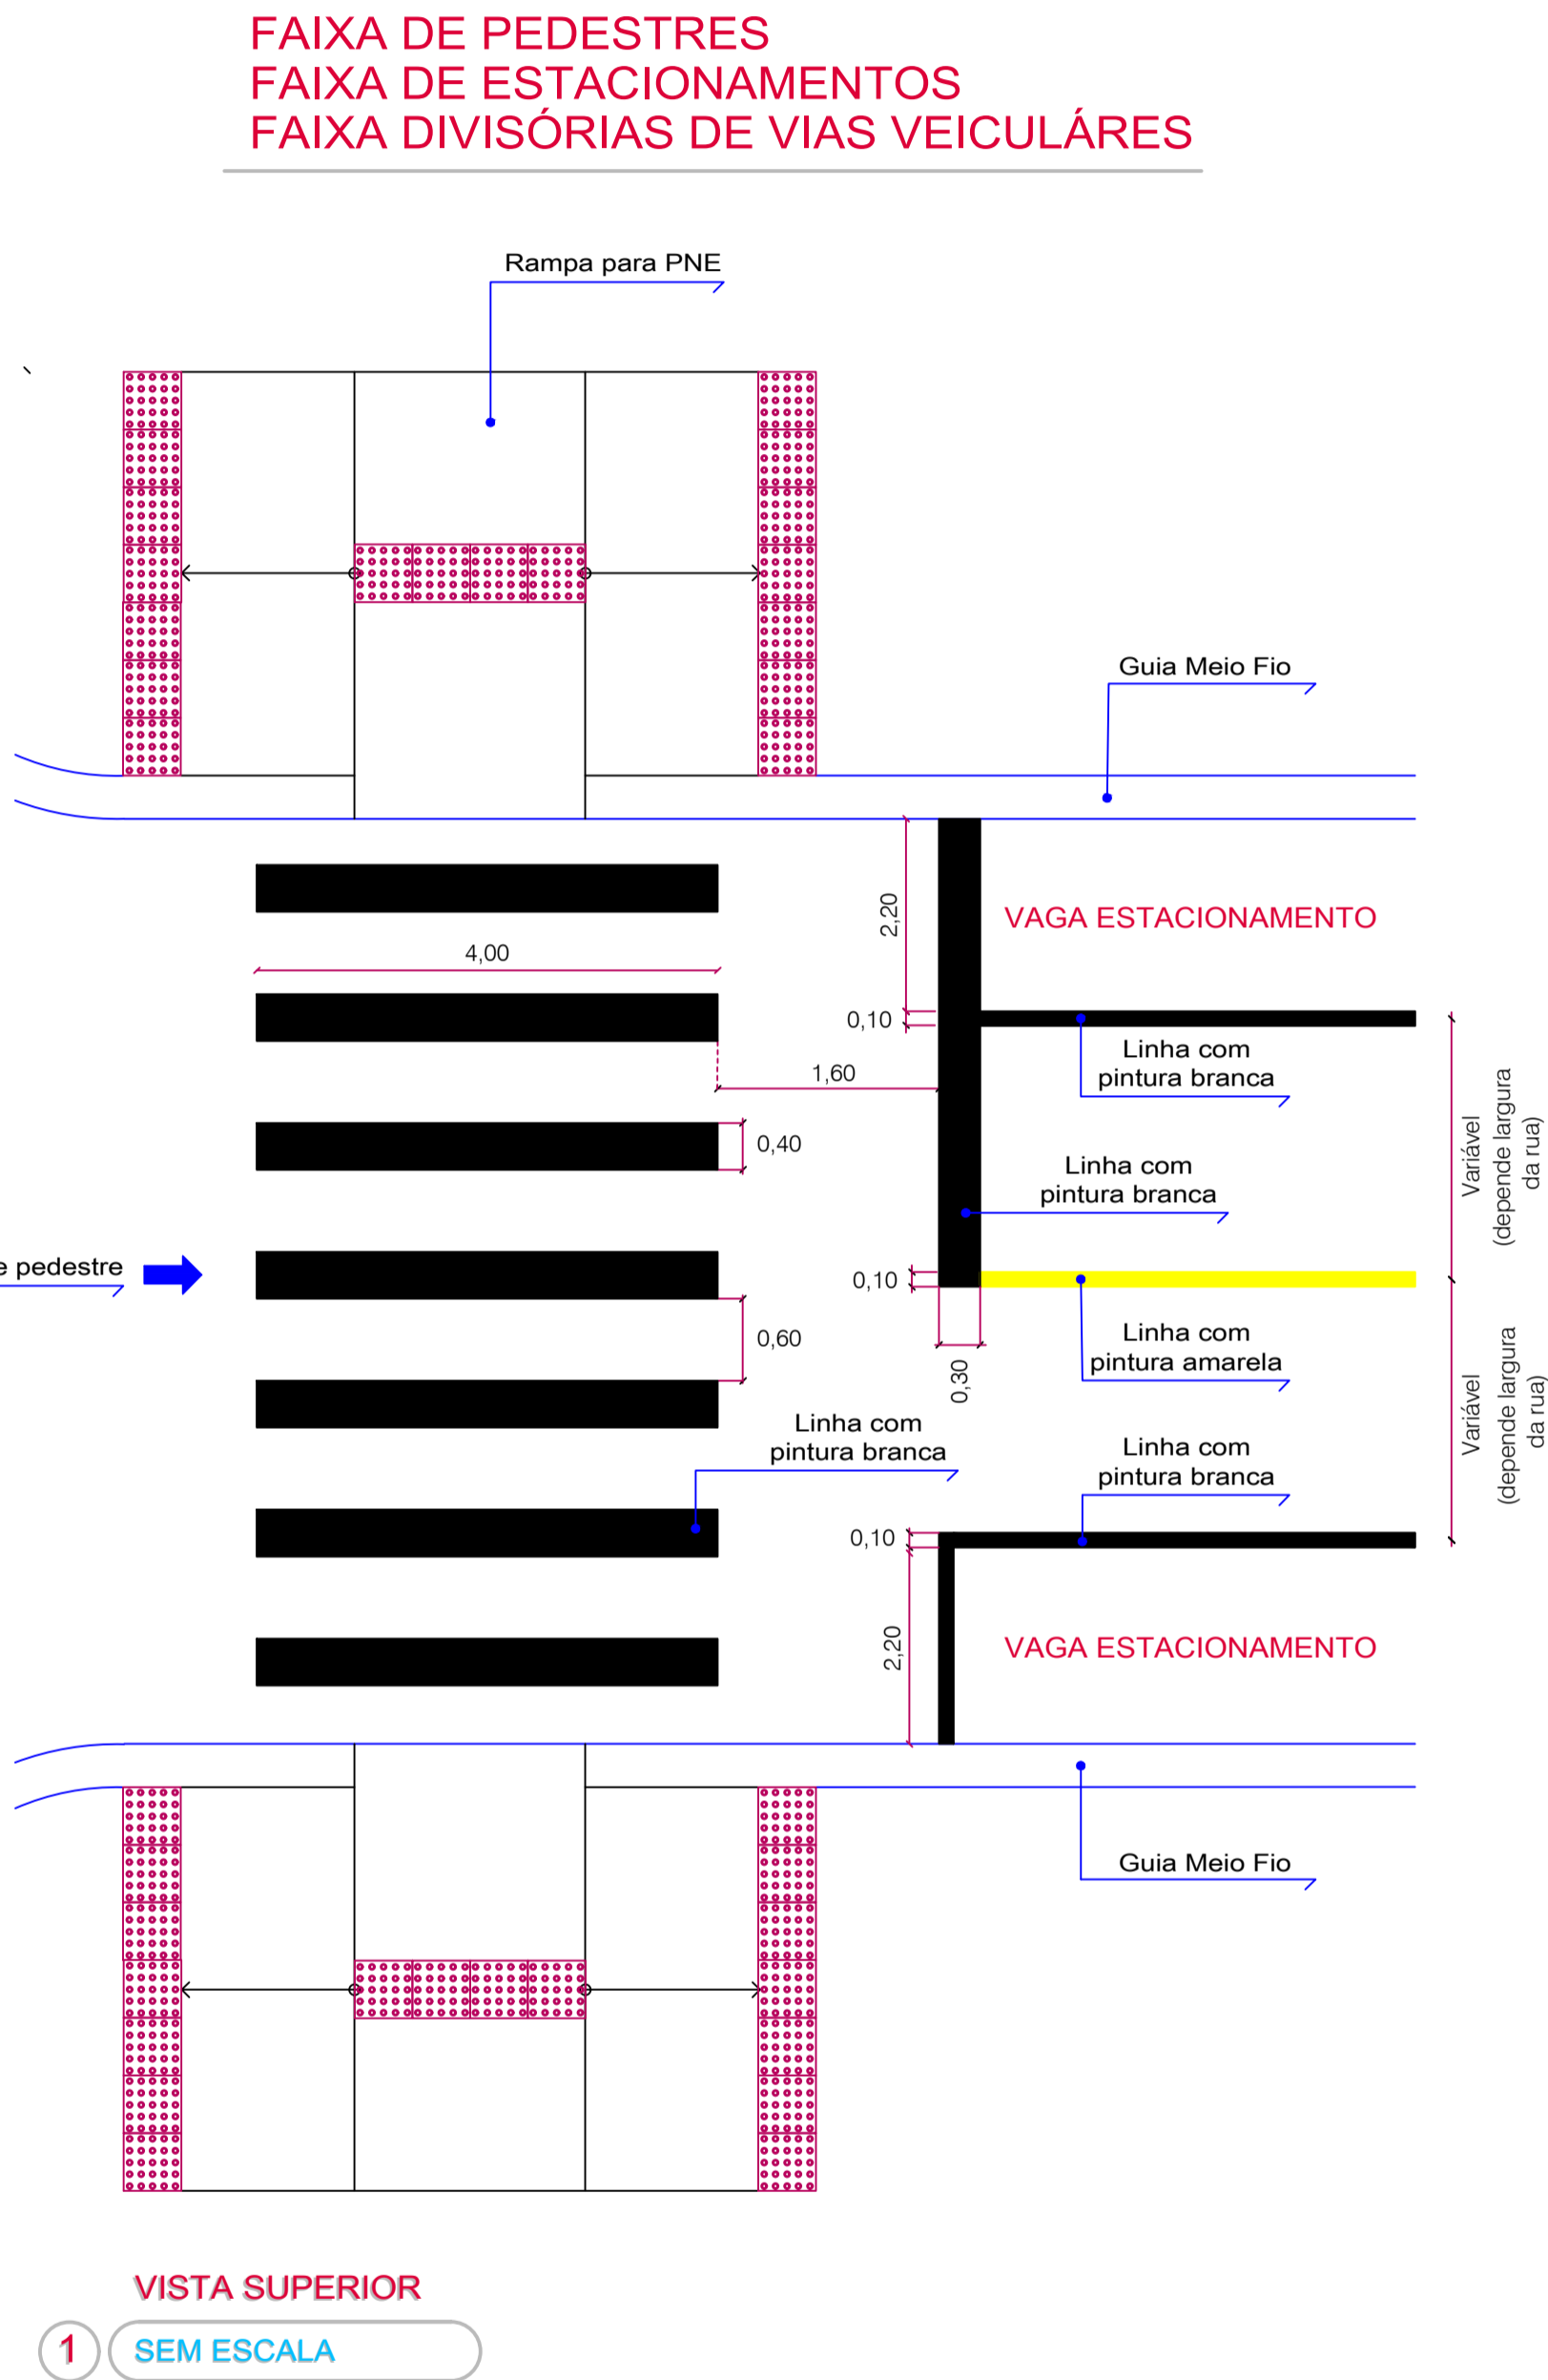 FAIXA DE PEDESTRES
FAIXA DE ESTACIONAMENTOS
FAIXA DIVISÓRIAS DE VIAS VEICULÁRES
Rampa para PNE
Guia Meio Fio
2,20
VAGA ESTACIONAMENTO
4,00
0,10
Linha com
pintura branca
1,60
0,40
Variável
(depende largura
da rua)
Linha com
pintura branca
e pedestre
0,10
0,60
0,30
Linha com
pintura amarela
Variável
(depende largura
da rua)
Linha com
pintura branca
Linha com
pintura branca
0,10
2,20
VAGA ESTACIONAMENTO
Guia Meio Fio
VISTA SUPERIOR
1
SEM ESCALA